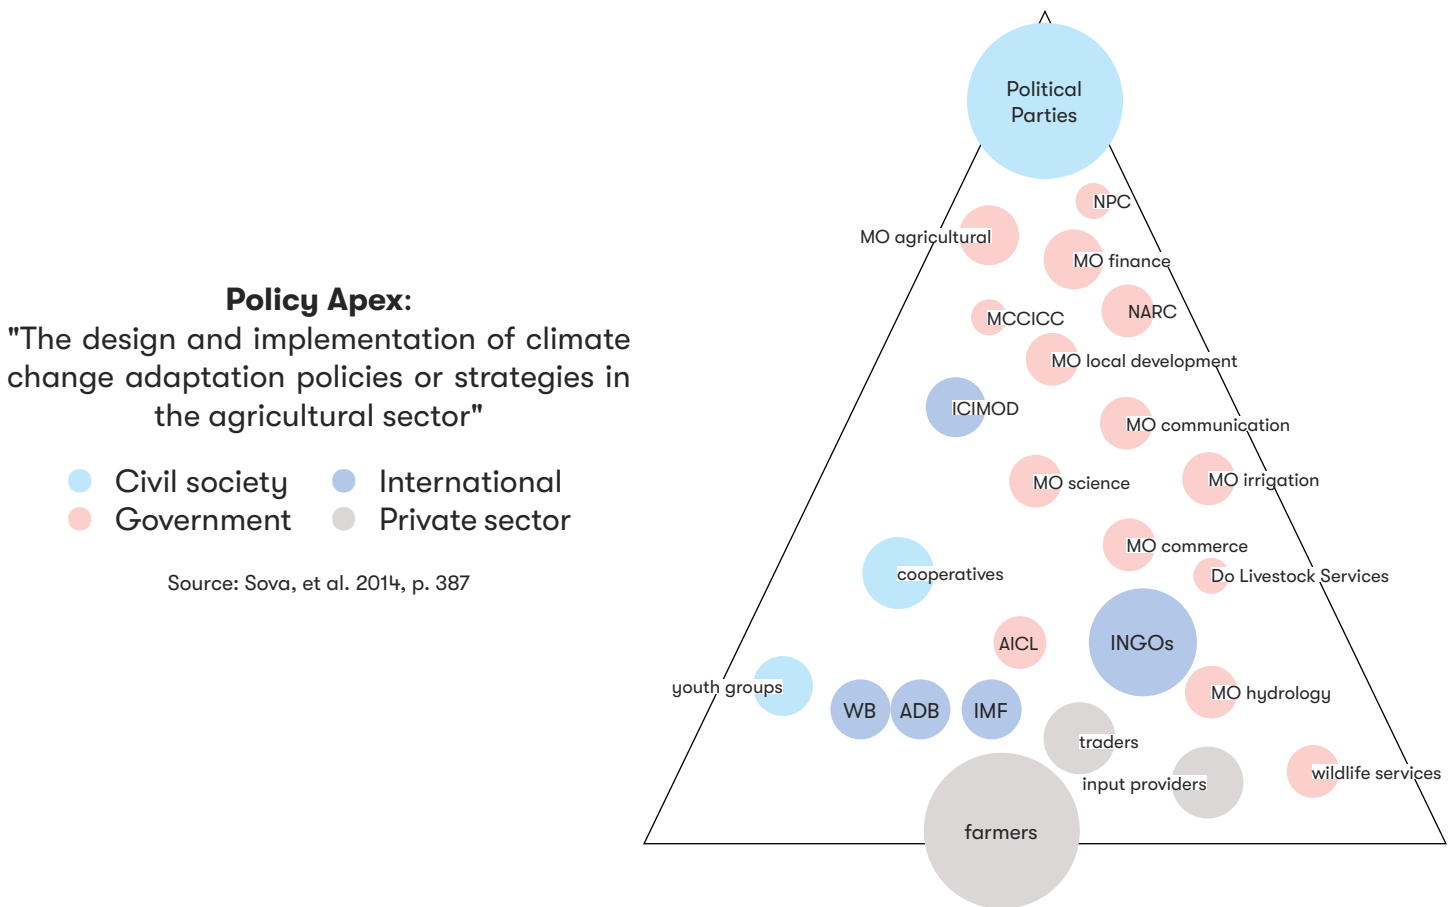 Policy Apex:
"The design and implementation of climate
change adaptation policies or strategies in
the agricultural sector"
Civil society
International
Government
Private sector
Source: Sova, et al. 2014, p. 387
Political
Parties
NPC
MO agricultural
MO finance
MCCICC
NARC
MO local development
ICIMOD
MO communication
MO science
MO irrigation
MO commerce
cooperatives
Do Livestock Services
AICL
INGOs
youth groups
MO hydrology
WB
ADB
IMF
traders
wildlife services
input providers
farmers